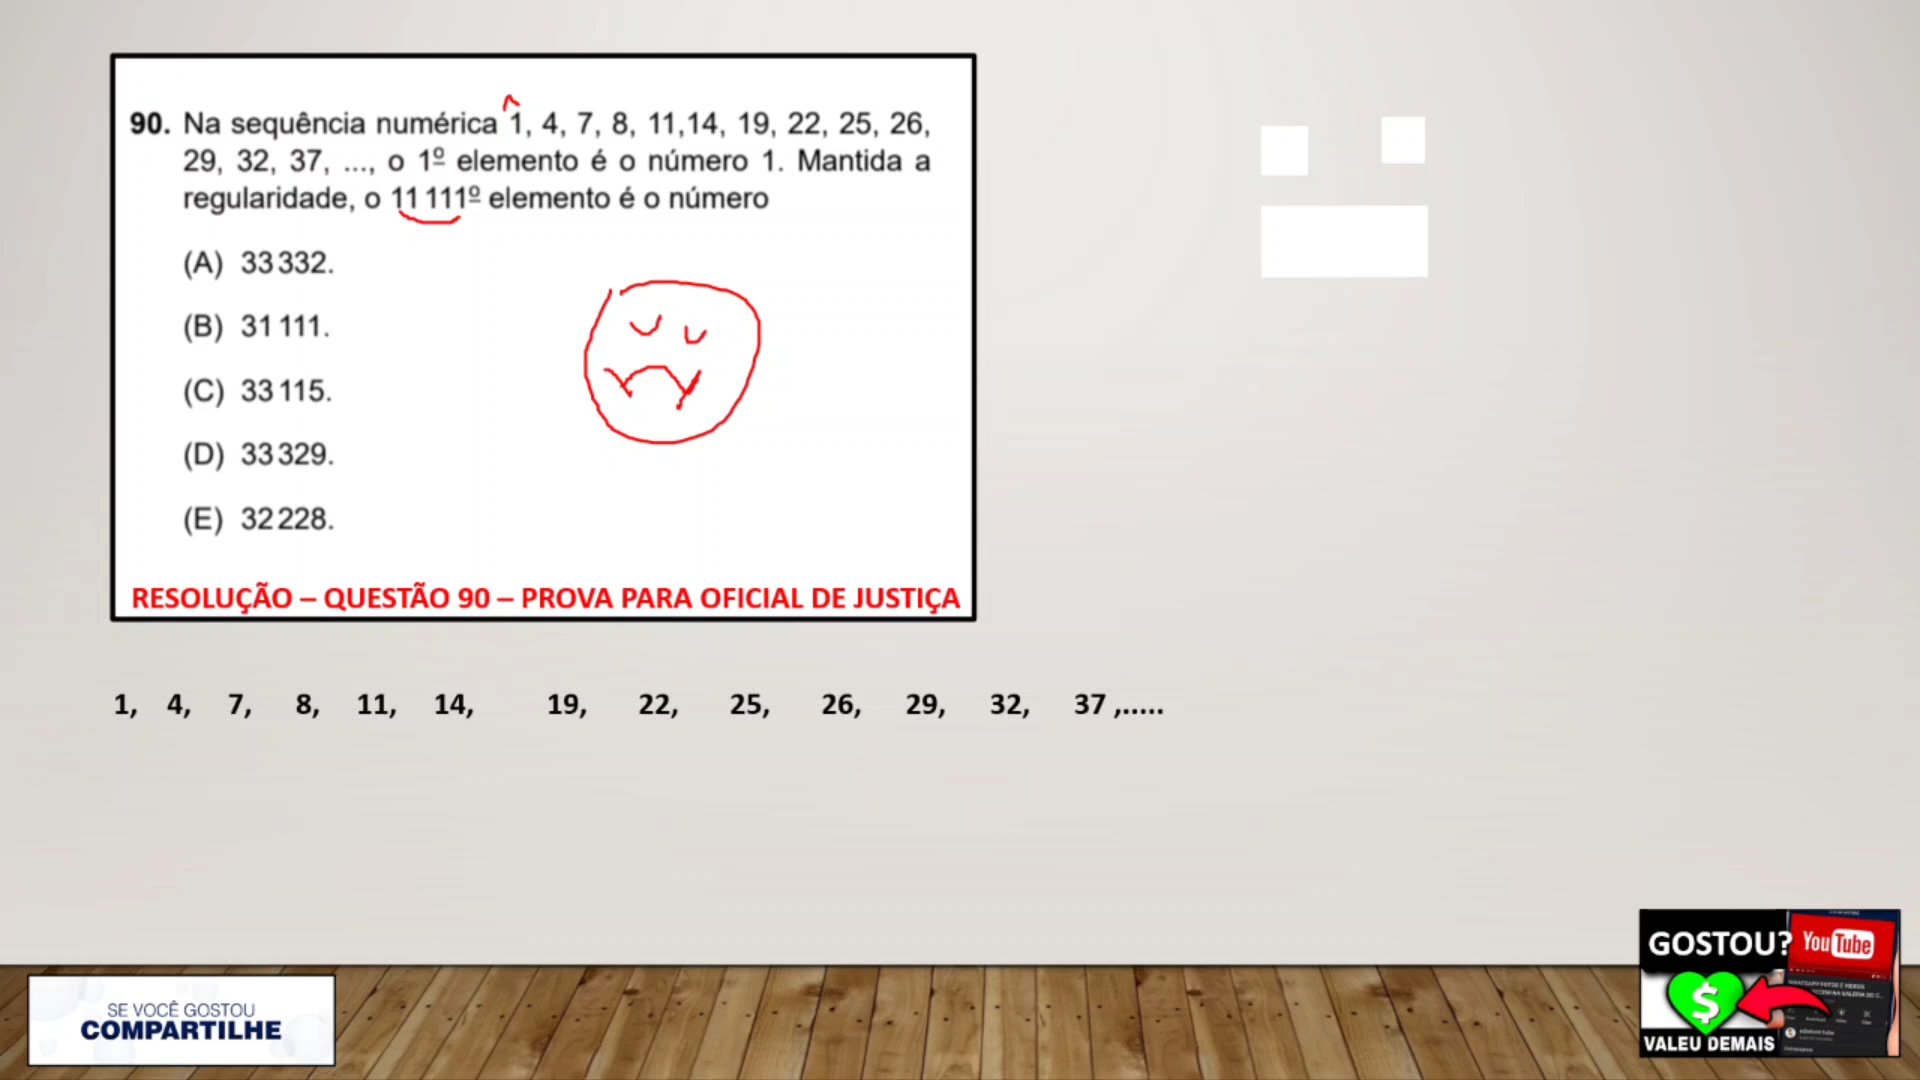 90. Na sequência numérica 1, 4, 7, 8, 11,14, 19, 22, 25, 26,
29, 32, 37, ..., o 1º elemento é o número 1. Mantida a
regularidade, o 11 111º elemento é o número
(A) 33 332.
(B) 31 111.
(C) 33 115.
(D) 33 329.
(E) 32 228.
RESOLUÇÃO – QUESTÃO 90 – PROVA PARA OFICIAL DE JUSTIÇA
1, 4, 7, 8, 11, 14, 19, 22, 25, 26, 29, 32, 37 ,.....
SE VOCÊ GOSTOU
COMPARTILHE
GOSTOU?
YouTube
$
VALEU DEMAIS